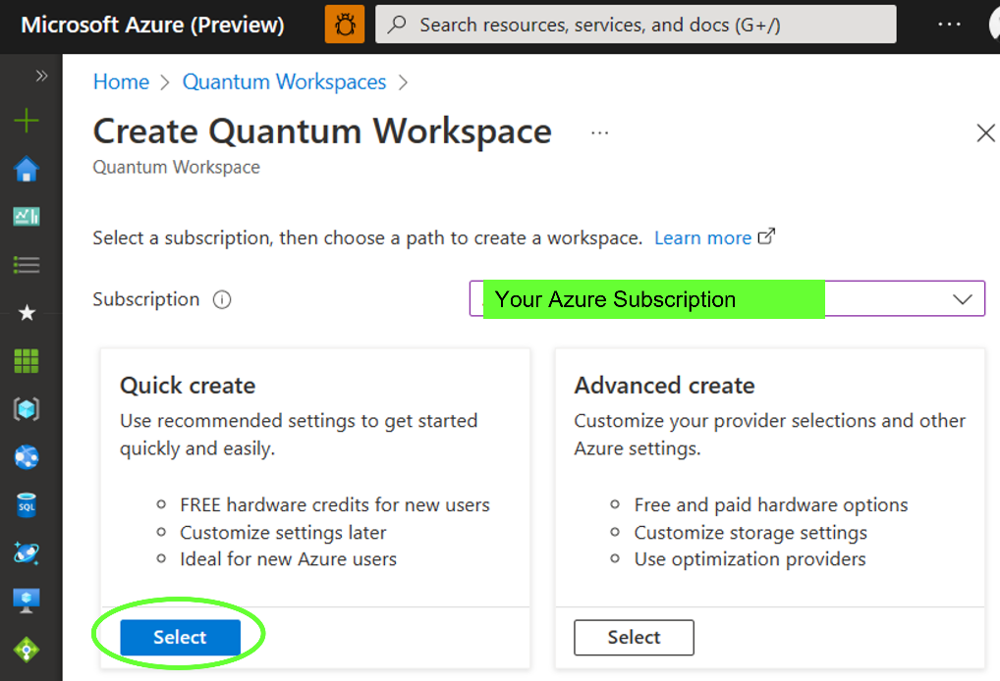 Microsoft Azure (Preview)
Search resources, services, and docs (G+/)
Home > Quantum Workspaces >
Create Quantum Workspace ...
Quantum Workspace
Select a subscription, then choose a path to create a workspace. Learn more
Subscription
Your Azure Subscription
Quick create
Use recommended settings to get started
quickly and easily.
FREE hardware credits for new users
Customize settings later
Ideal for new Azure users
Select
Advanced create
Customize your provider selections and other
Azure settings.
Free and paid hardware options
Customize storage settings
Use optimization providers
Select
SQL